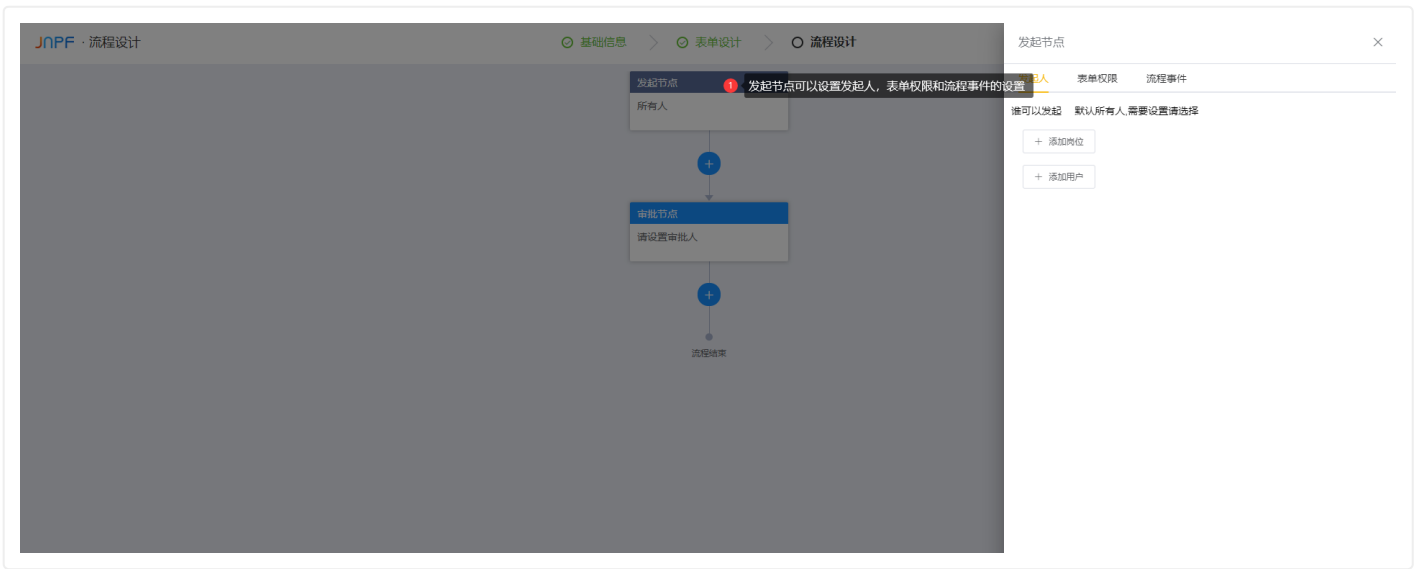 JNPF · 流程设计
基础信息
表单设计
流程设计
发起节点
所有人
1 发起节点可以设置发起人，表单权限和流程事件的设置
审批节点
请设置审批人
流程结束
发起节点
发起人 表单权限 流程事件
谁可以发起 默认所有人,需要设置请选择
+ 添加岗位
+ 添加用户